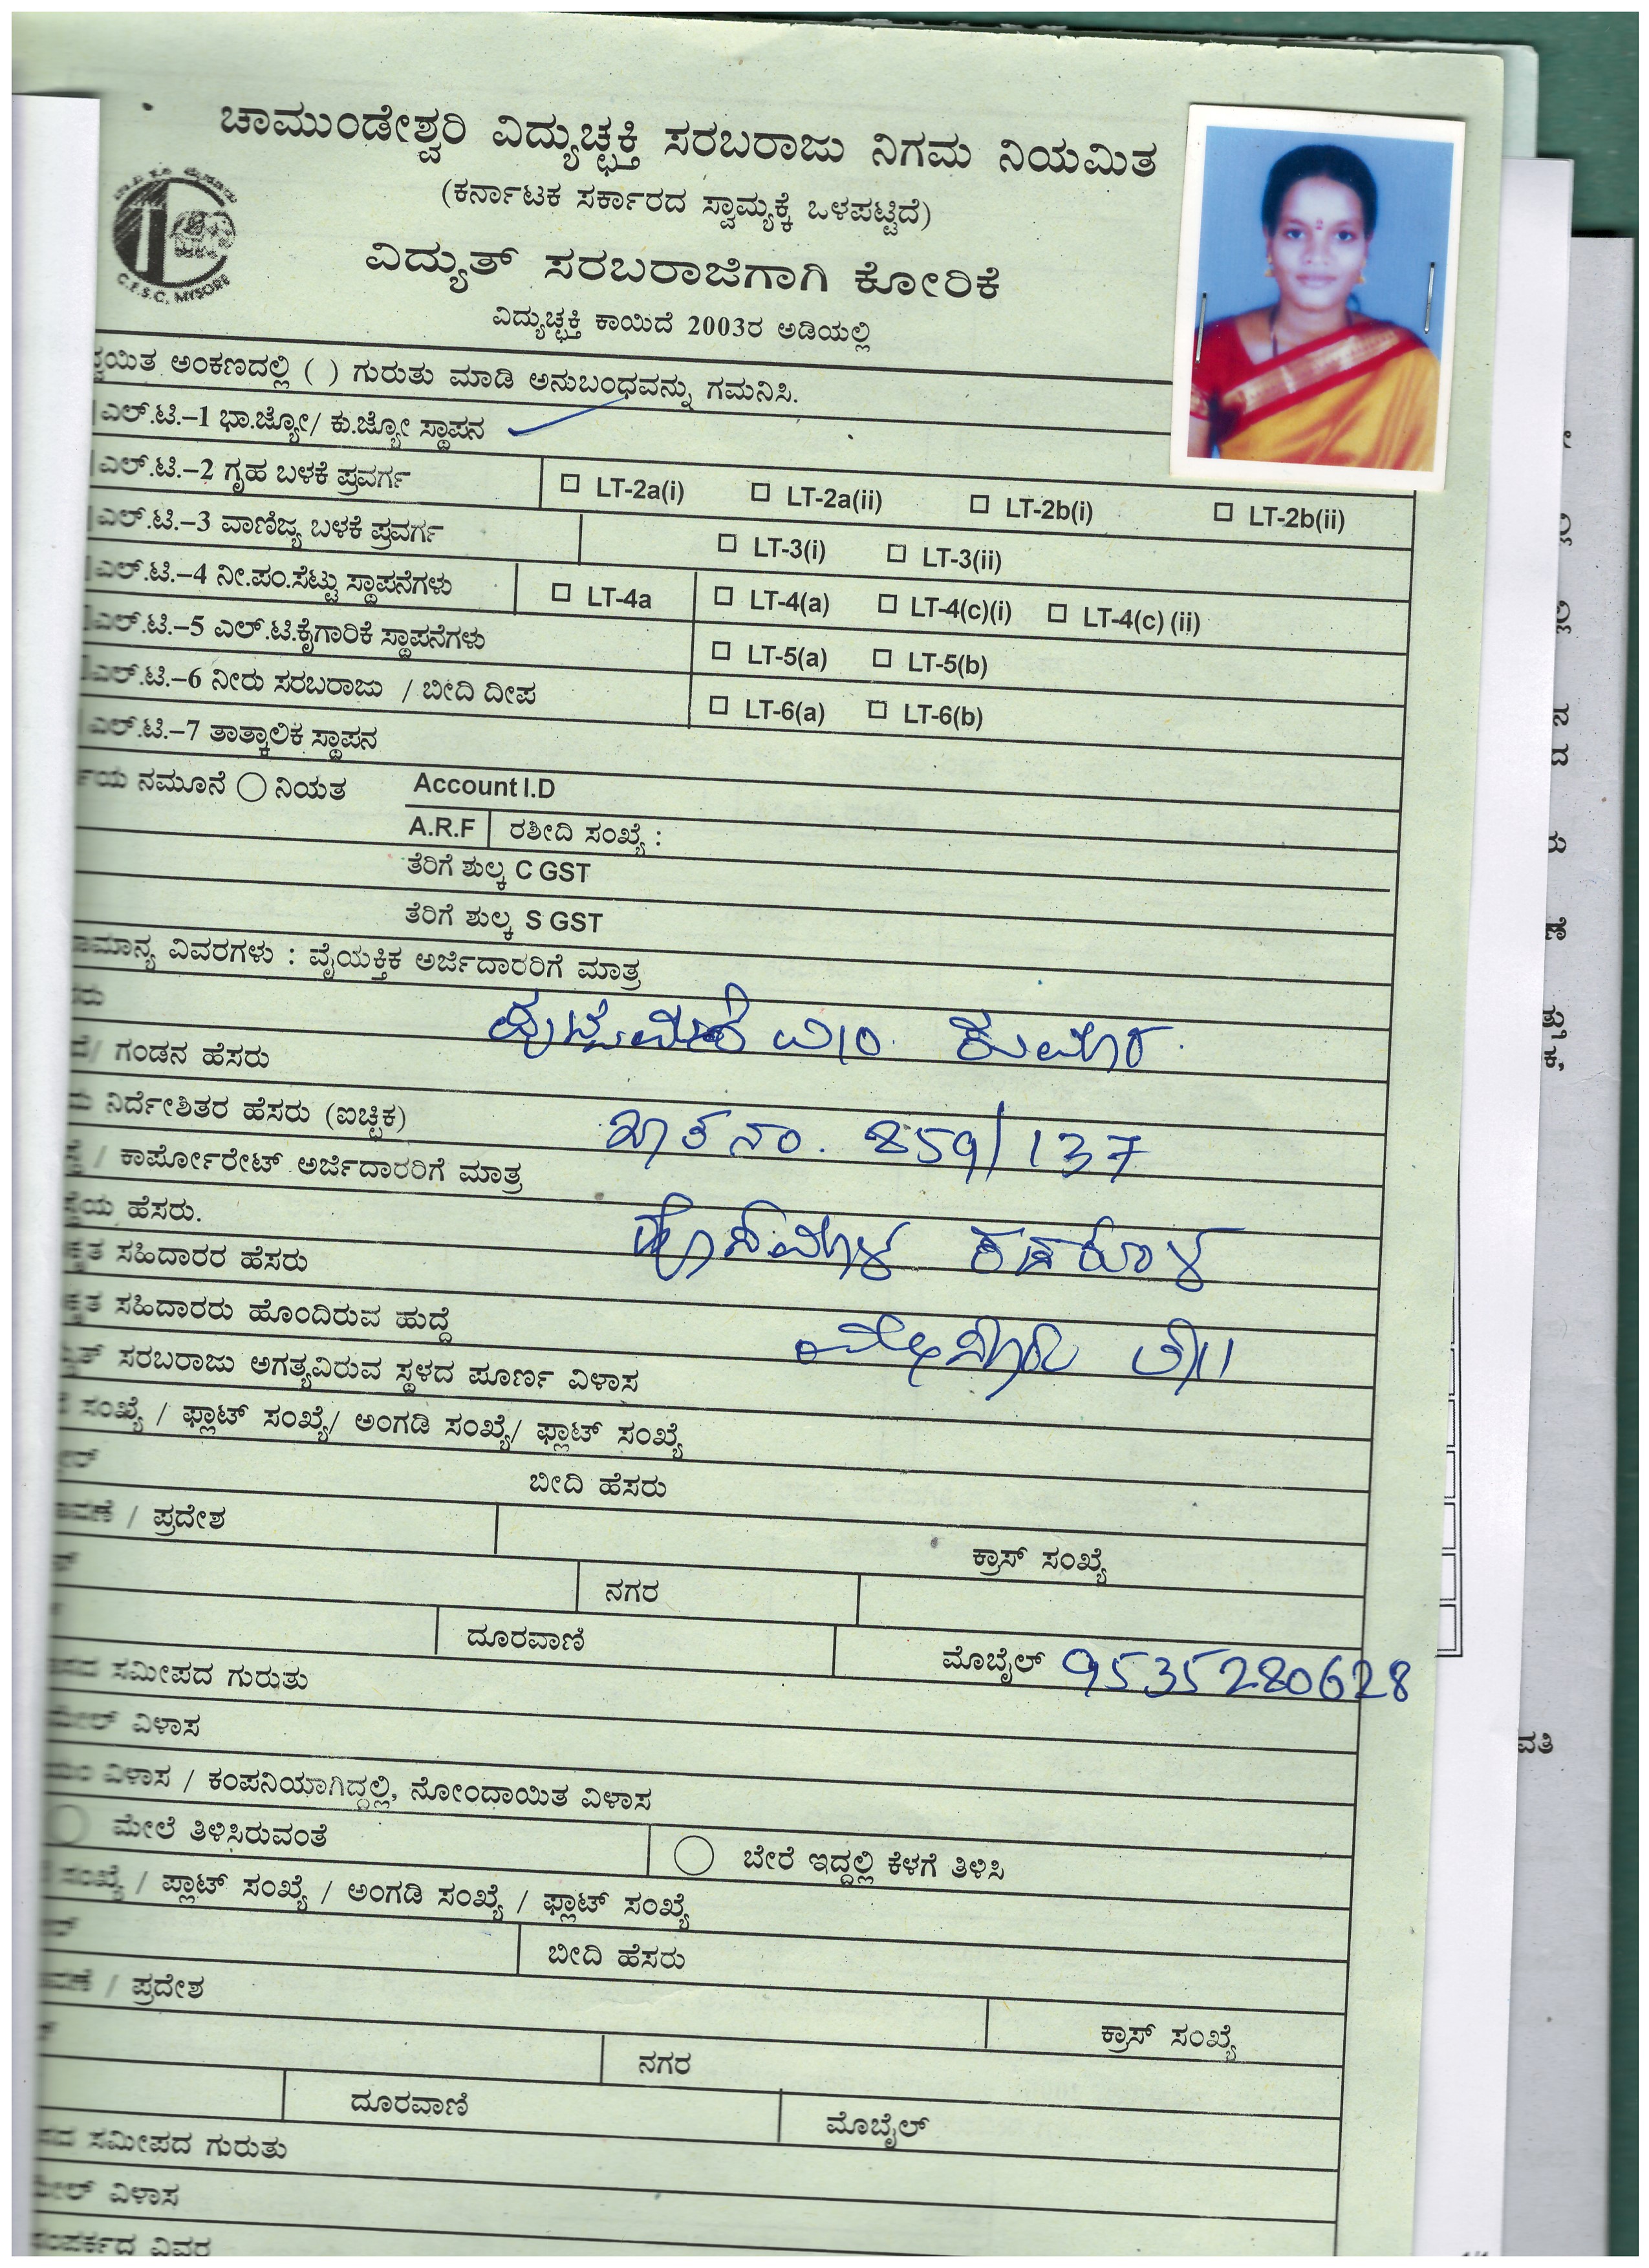 ಚಾಮುಂಡೇಶ್ವರಿ ವಿದ್ಯುಚ್ಛಕ್ತಿ ಸರಬರಾಜು ನಿಗಮ ನಿಯಮಿತ
(ಕರ್ನಾಟಕ ಸರ್ಕಾರದ ಸ್ವಾಮ್ಯಕ್ಕೆ ಒಳಪಟ್ಟಿದೆ)
C.E.S.C. MYSORE
ವಿದ್ಯುತ್ ಸರಬರಾಜಿಗಾಗಿ ಕೋರಿಕೆ
ವಿದ್ಯುಚ್ಛಕ್ತಿ ಕಾಯಿದೆ 2003ರ ಅಡಿಯಲ್ಲಿ
ಅಂಕಣದಲ್ಲಿ ( ) ಗುರುತು ಮಾಡಿ ಅನುಬಂಧವನ್ನು ಗಮನಿಸಿ.
ಎಲ್.ಟಿ.–1 ಭಾ.ಜ್ಯೋ/ ಕು.ಜ್ಯೋ ಸ್ಥಾಪನ
ಎಲ್.ಟಿ.–2 ಗೃಹ ಬಳಕೆ ಪ್ರವರ್ಗ LT-2a(i) LT-2a(ii) LT-2b(i) LT-2b(ii)
ಎಲ್.ಟಿ.–3 ವಾಣಿಜ್ಯ ಬಳಕೆ ಪ್ರವರ್ಗ LT-3(i) LT-3(ii)
ಎಲ್.ಟಿ.–4 ನೀ.ಪಂ.ಸೆಟ್ಟು ಸ್ಥಾಪನೆಗಳು LT-4a LT-4(a) LT-4(c)(i) LT-4(c) (ii)
ಎಲ್.ಟಿ.–5 ಎಲ್.ಟಿ.ಕೈಗಾರಿಕೆ ಸ್ಥಾಪನೆಗಳು LT-5(a) LT-5(b)
ಎಲ್.ಟಿ.–6 ನೀರು ಸರಬರಾಜು / ಬೀದಿ ದೀಪ LT-6(a) LT-6(b)
ಎಲ್.ಟಿ.–7 ತಾತ್ಕಾಲಿಕ ಸ್ಥಾಪನ
ನಮೂನೆ ನಿಯತ Account I.D
A.R.F ರಶೀದಿ ಸಂಖ್ಯೆ :
ತೆರಿಗೆ ಶುಲ್ಕ C GST
ತೆರಿಗೆ ಶುಲ್ಕ S GST
ವಿವರಗಳು : ವೈಯಕ್ತಿಕ ಅರ್ಜಿದಾರರಿಗೆ ಮಾತ್ರ
ಕುಮಾರ
/ ಗಂಡನ ಹೆಸರು
ನಿರ್ದೇಶಿತರ ಹೆಸರು (ಐಚ್ಛಿಕ)
ಖಾತೆ ನಂ. 859/137
/ ಕಾರ್ಪೋರೇಟ್ ಅರ್ಜಿದಾರರಿಗೆ ಮಾತ್ರ
ಹೆಸರು.
ಹೊಸಮಾಳ ಕಡಕೊಳ
ಸಹಿದಾರರ ಹೆಸರು
ಸಹಿದಾರರು ಹೊಂದಿರುವ ಹುದ್ದೆ
ಸರಬರಾಜು ಅಗತ್ಯವಿರುವ ಸ್ಥಳದ ಪೂರ್ಣ ವಿಳಾಸ
ಸಂಖ್ಯೆ / ಫ್ಲಾಟ್ ಸಂಖ್ಯೆ/ ಅಂಗಡಿ ಸಂಖ್ಯೆ/ ಫ್ಲಾಟ್ ಸಂಖ್ಯೆ
ಬೀದಿ ಹೆಸರು
/ ಪ್ರದೇಶ
ಕ್ರಾಸ್ ಸಂಖ್ಯೆ
ನಗರ
ದೂರವಾಣಿ ಮೊಬೈಲ್ 9535280628
ಸಮೀಪದ ಗುರುತು
ವಿಳಾಸ
ವಿಳಾಸ / ಕಂಪನಿಯಾಗಿದ್ದಲ್ಲಿ, ನೋಂದಾಯಿತ ವಿಳಾಸ
ಮೇಲೆ ತಿಳಿಸಿರುವಂತೆ ಬೇರೆ ಇದ್ದಲ್ಲಿ ಕೆಳಗೆ ತಿಳಿಸಿ
ಸಂಖ್ಯೆ / ಪ್ಲಾಟ್ ಸಂಖ್ಯೆ / ಅಂಗಡಿ ಸಂಖ್ಯೆ / ಫ್ಲಾಟ್ ಸಂಖ್ಯೆ
ಬೀದಿ ಹೆಸರು
/ ಪ್ರದೇಶ
ಕ್ರಾಸ್ ಸಂಖ್ಯೆ
ನಗರ
ದೂರವಾಣಿ ಮೊಬೈಲ್
ಸಮೀಪದ ಗುರುತು
ವಿಳಾಸ